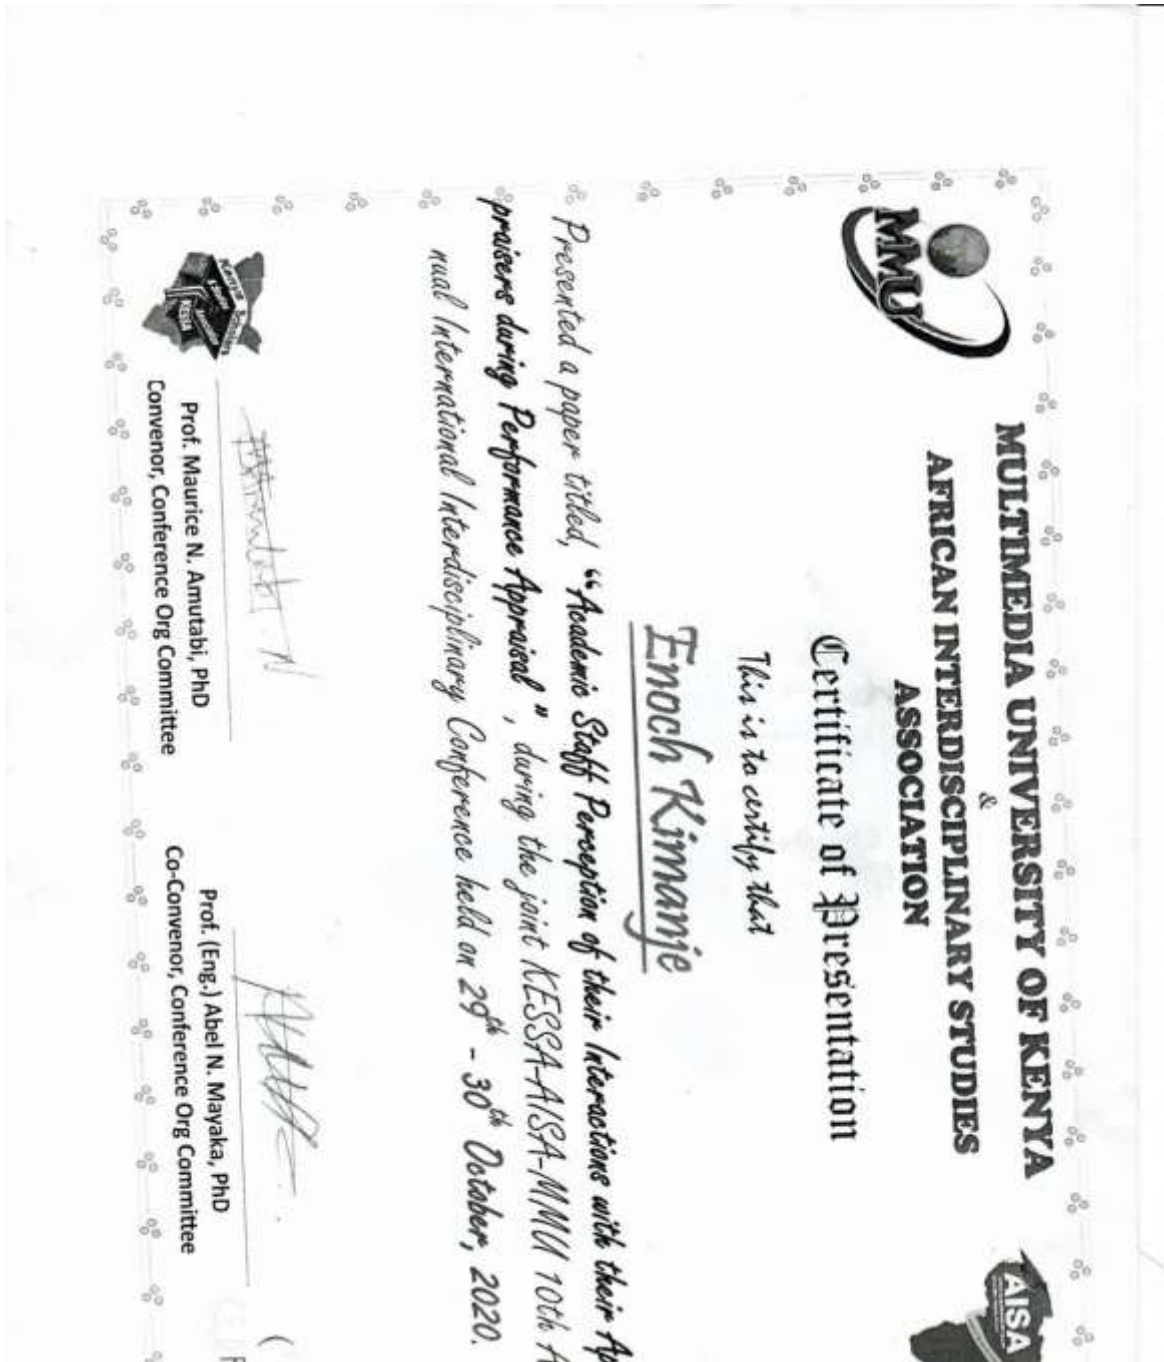 MMU
MULTIMEDIA UNIVERSITY OF KENYA
&
AFRICAN INTERDISCIPLINARY STUDIES
ASSOCIATION
AISA
Certificate of Presentation
This is to certify that
Enoch Kimanje
Presented a paper titled, “Academic Staff Perception of their Interactions with their Ap
praisers during Performance Appraisal”, during the joint KESSA-AISA-MMU 10th A
nual International Interdisciplinary Conference held on 29th - 30th October, 2020.
KESSA
Prof. Maurice N. Amutabi, PhD
Convenor, Conference Org Committee
Prof. (Eng.) Abel N. Mayaka, PhD
Co-Convenor, Conference Org Committee